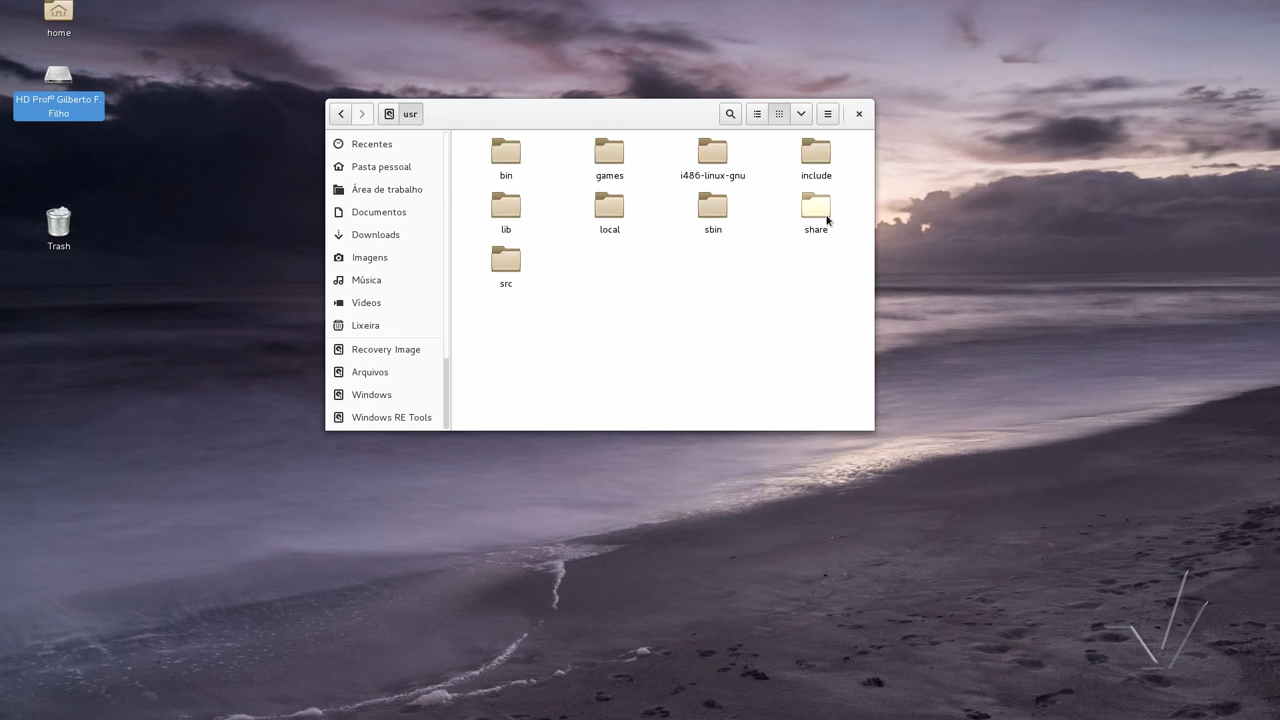 home
HD Profº Gilberto F.
Filho
Trash
usr
Recentes
Pasta pessoal
Área de trabalho
Documentos
Downloads
Imagens
Música
Vídeos
Lixeira
Recovery Image
Arquivos
Windows
Windows RE Tools
bin
games
i486-linux-gnu
include
lib
local
sbin
share
src